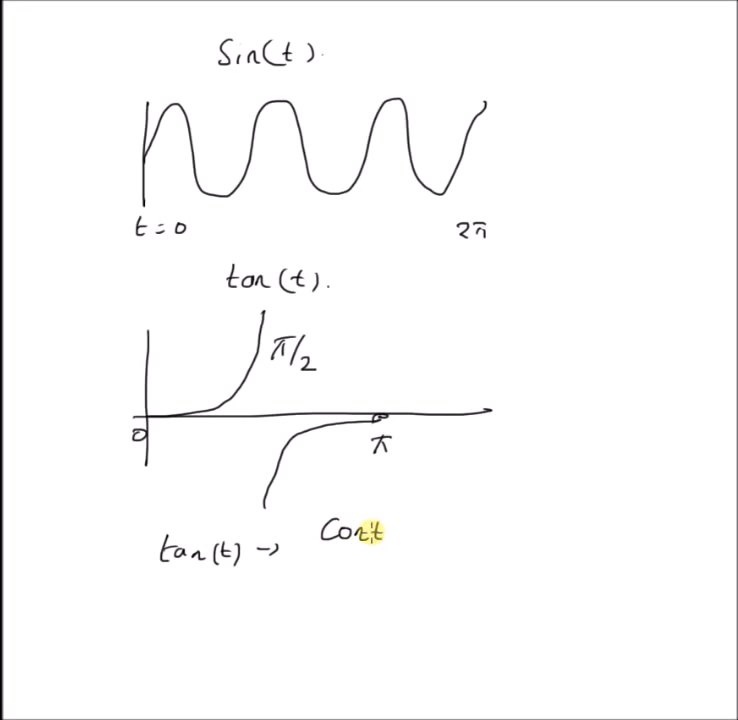 Sin(t).
t=0 2π
tan(t).
π/2
0
π
Cont
tan(t) ->